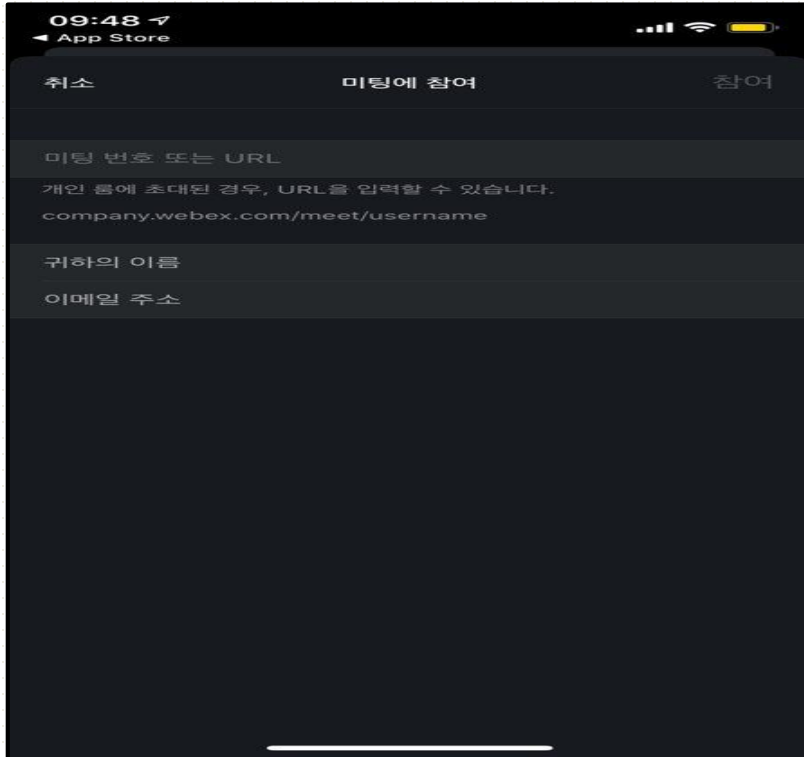 09:48
◀ App Store
취소 미팅에 참여 참여
미팅 번호 또는 URL
개인 룸에 초대된 경우, URL을 입력할 수 있습니다.
company.webex.com/meet/username
귀하의 이름
이메일 주소